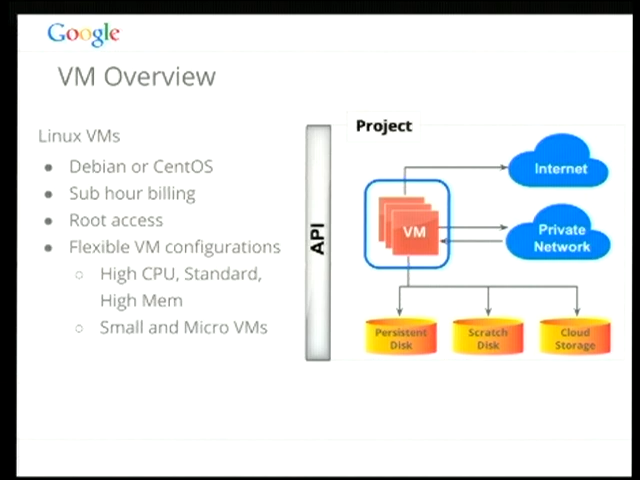 Google
VM Overview
Linux VMs
Debian or CentOS
Sub hour billing
Root access
Flexible VM configurations
High CPU, Standard,
High Mem
Small and Micro VMs
API
Project
Internet
VM
Private
Network
Persistent
Disk
Scratch
Disk
Cloud
Storage